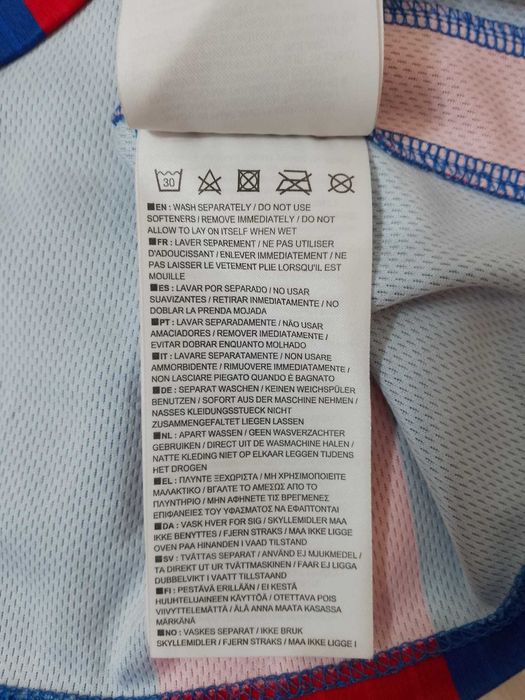 30
EN : WASH SEPARATELY / DO NOT USE
SOFTENERS / REMOVE IMMEDIATELY / DO NOT
ALLOW TO LAY ON ITSELF WHEN WET
FR : LAVER SEPAREMENT / NE PAS UTILISER
D'ADOUCISSANT / ENLEVER IMMEDIATEMENT / NE
PAS LAISSER LE VETEMENT PLIE LORSQU'IL EST
MOUILLE
ES : LAVAR POR SEPARADO / NO USAR
SUAVIZANTES / RETIRAR INMEDIATAMENTE / NO
DOBLAR LA PRENDA MOJADA
PT : LAVAR SEPARADAMENTE / NÃO USAR
AMACIADORES / REMOVER IMEDIATAMENTE /
EVITAR DOBRAR ENQUANTO MOLHADO
IT : LAVARE SEPARATAMENTE / NON USARE
AMMORBIDENTE / RIMUOVERE IMMEDIATAMENTE /
NON LASCIARE PIEGATO QUANDO È BAGNATO
DE : SEPARAT WASCHEN / KEINEN WEICHSPÜLER
BENUTZEN / SOFORT AUS DER MASCHINE NEHMEN /
NASSES KLEIDUNGSSTUECK NICHT
ZUSAMMENGEFALTET LIEGEN LASSEN
NL : APART WASSEN / GEEN WASVERZACHTER
GEBRUIKEN / DIRECT UIT DE WASMACHINE HALEN /
NATTE KLEDING NIET OP ELKAAR LEGGEN TIJDENS
HET DROGEN
EL : ΠΛΥΝΤΕ ΞΕΧΩΡΙΣΤΑ / ΜΗ ΧΡΗΣΙΜΟΠΟΙΕΙΤΕ
ΜΑΛΑΚΤΙΚΟ / ΒΓΑΛΤΕ ΤΟ ΑΜΕΣΩΣ ΑΠΟ ΤΟ
ΠΛΥΝΤΗΡΙΟ / ΜΗΝ ΑΦΗΝΕΤΕ ΤΙΣ ΒΡΕΓΜΕΝΕΣ
ΕΠΙΦΑΝΕΙΕΣ ΤΟΥ ΥΦΑΣΜΑΤΟΣ ΝΑ ΕΦΑΠΤΟΝΤΑΙ
DA : VASK HVER FOR SIG / SKYLLEMIDLER MAA
IKKE BENYTTES / FJERN STRAKS / MAA IKKE LIGGE
OVEN PAA HINANDEN I VAAD TILSTAND
SV : TVÄTTAS SEPARAT / ANVÄND EJ MJUKMEDEL /
TA DIREKT UT UR TVÄTTMASKINEN / FAAR EJ LIGGA
DUBBELVIKT I VAATT TILLSTAAND
FI : PESTÄVÄ ERILLÄÄN / EI KESTÄ
HUUHTELUAINEEN KÄYTTÖÄ / OTETTAVA POIS
VIIVYTTELEMÄTTÄ / ÄLÄ ANNA MAATA KASASSA
MÄRKÄNÄ
NO : VASKES SEPARAT / IKKE BRUK
SKYLLEMIDLER / FJERN STRAKS / MAA IKKE LIGGE I